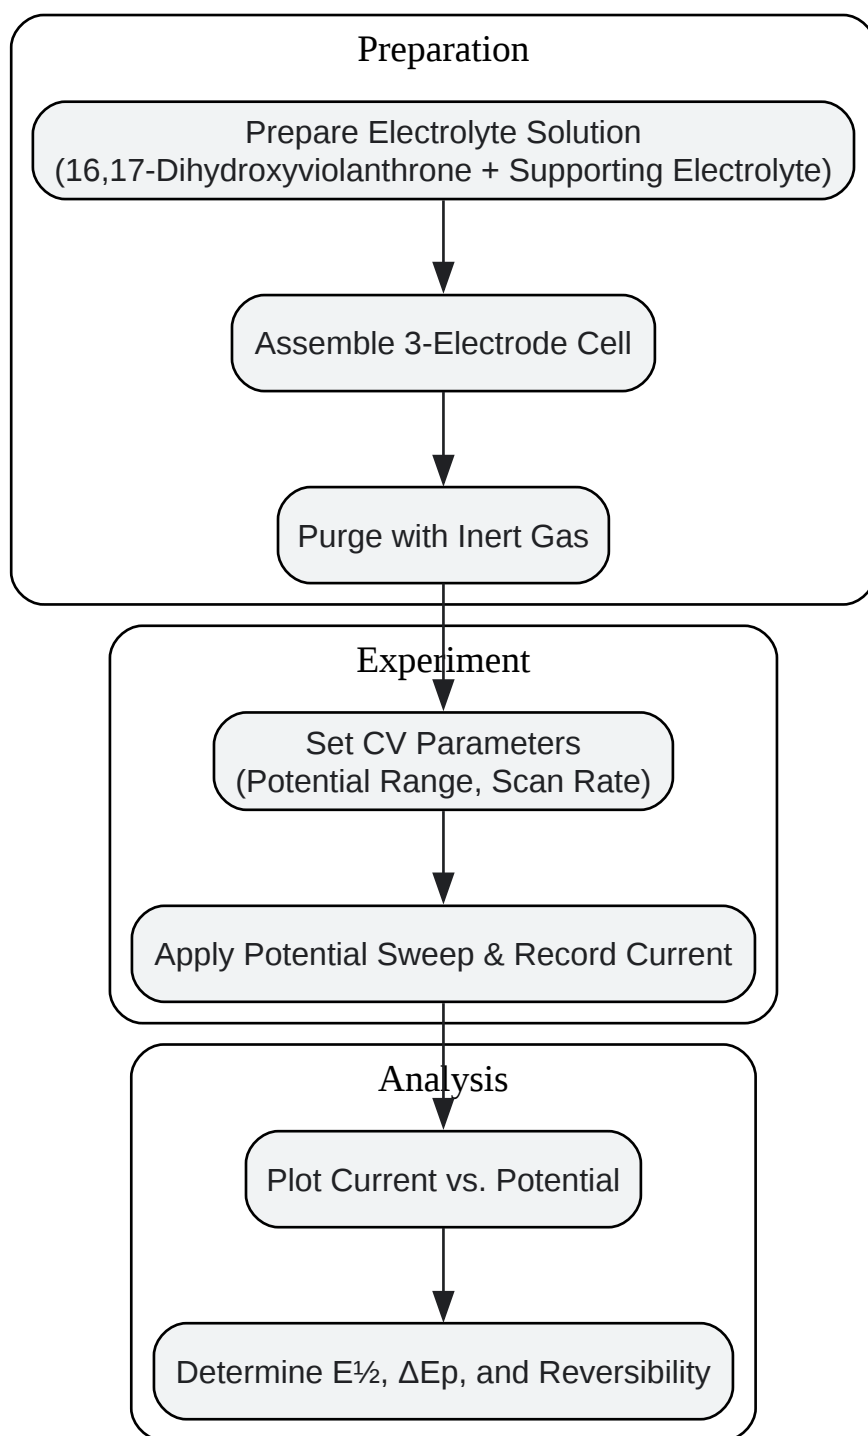 Preparation
Prepare Electrolyte Solution
(16,17-Dihydroxyviolanthrone + Supporting Electrolyte)
Assemble 3-Electrode Cell
Purge with Inert Gas
Experiment
Set CV Parameters
(Potential Range, Scan Rate)
Apply Potential Sweep & Record Current
Analysis
Plot Current vs. Potential
Determine E½, ΔEp, and Reversibility